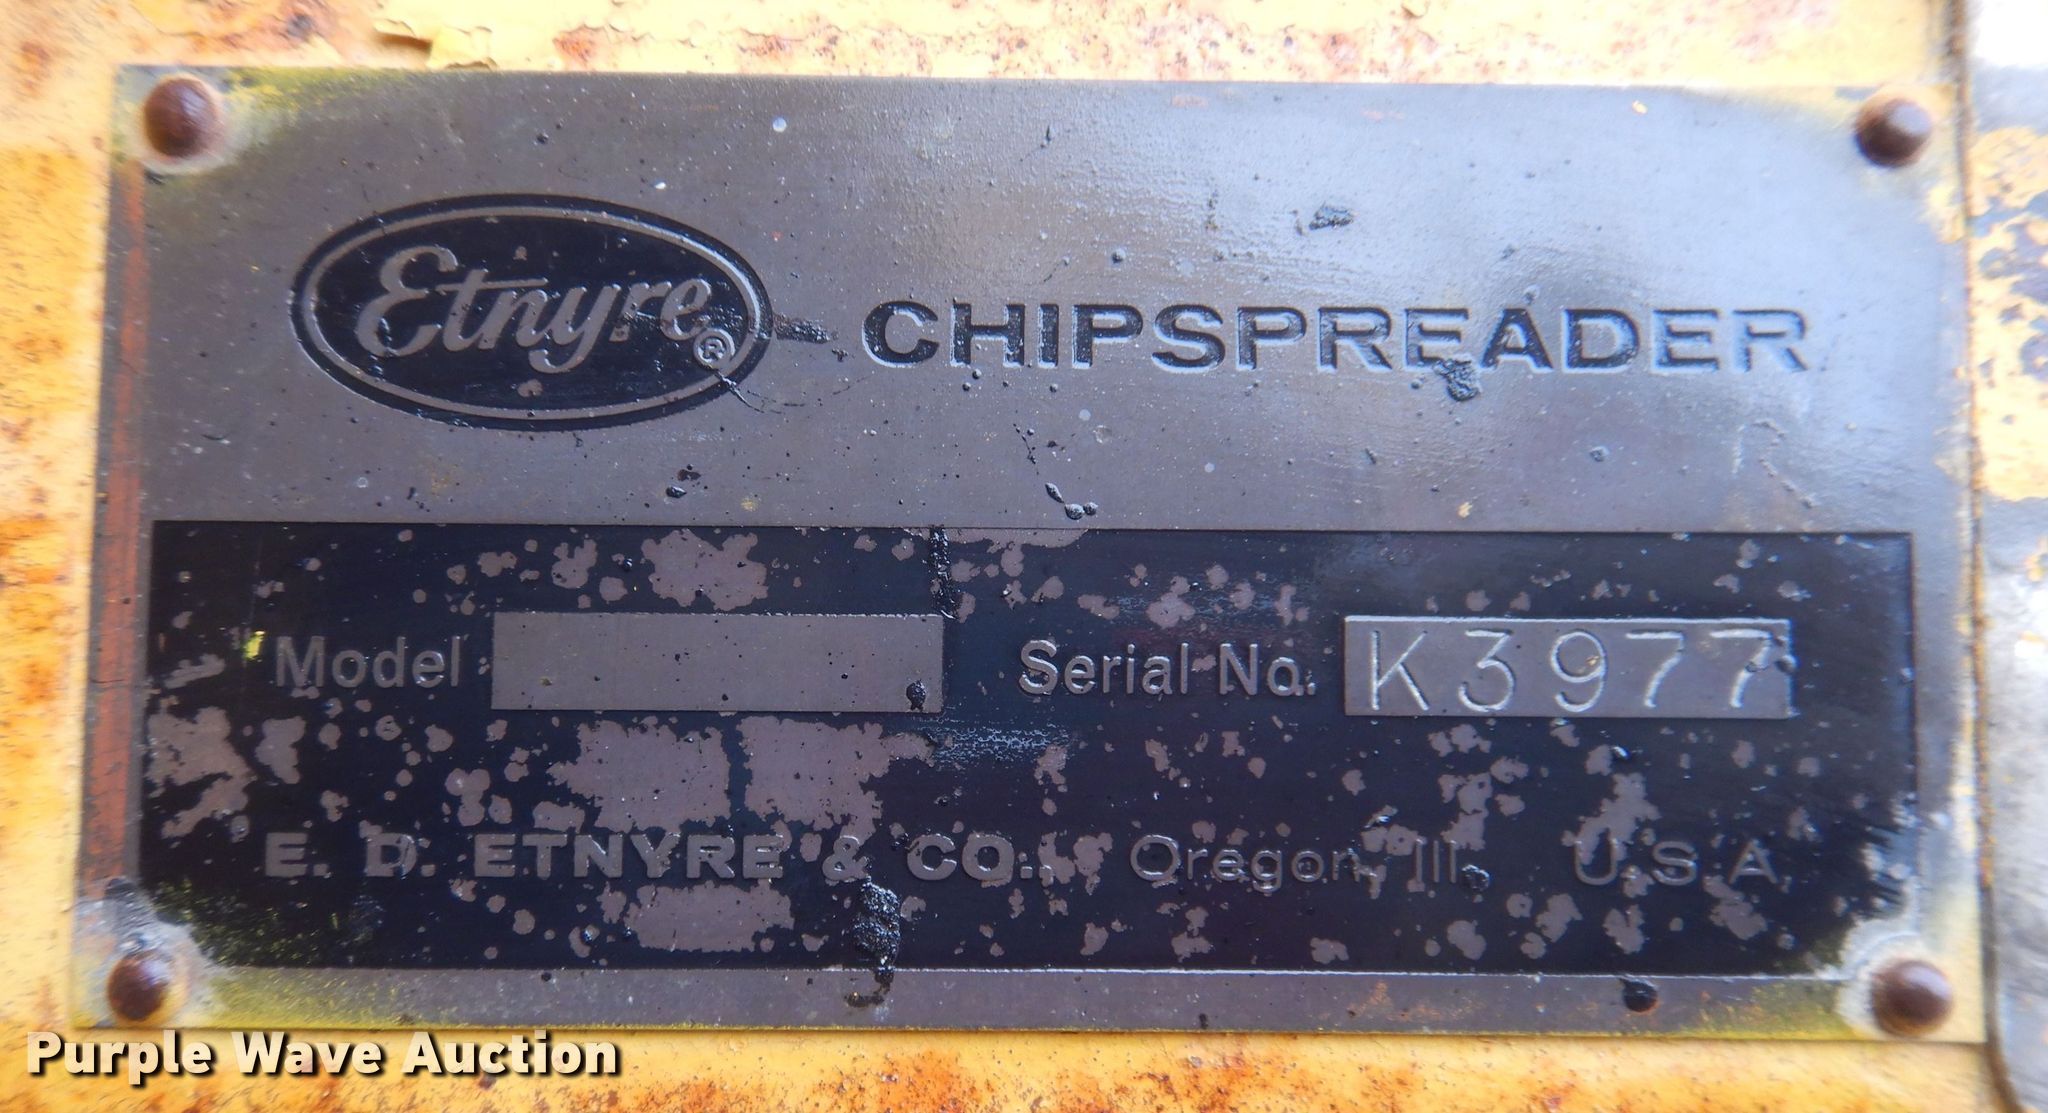 Etnyre® CHIPSPREADER
Model Serial No. K3977
E. D. ETNYRE & CO. Oregon, Ill. U.S.A.
Purple Wave Auction